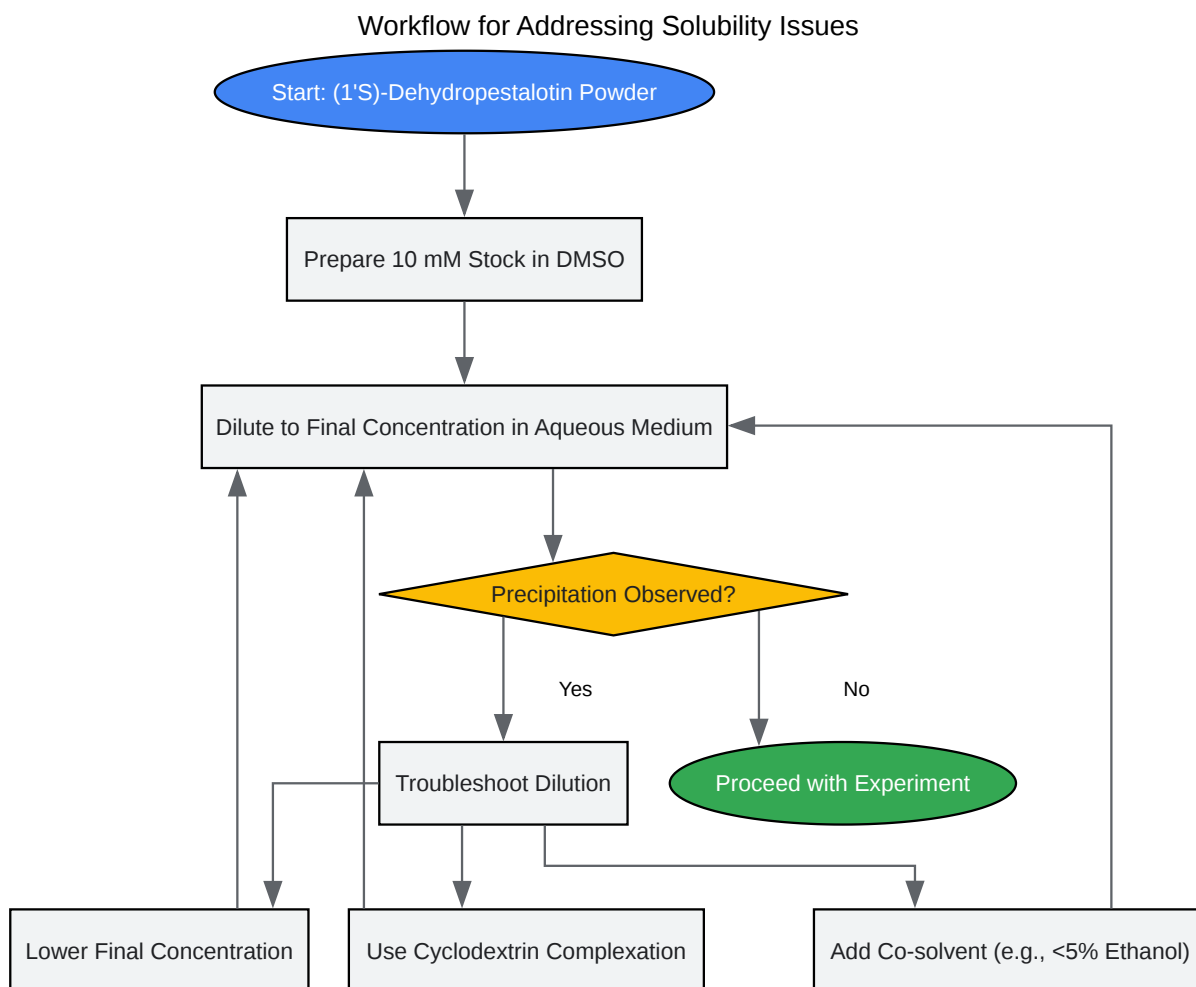 Workflow for Addressing Solubility Issues
Start: (1'S)-Dehydropestalotin Powder
Prepare 10 mM Stock in DMSO
Dilute to Final Concentration in Aqueous Medium
Precipitation Observed?
Yes
No
Troubleshoot Dilution
Proceed with Experiment
Lower Final Concentration
Use Cyclodextrin Complexation
Add Co-solvent (e.g., <5% Ethanol)